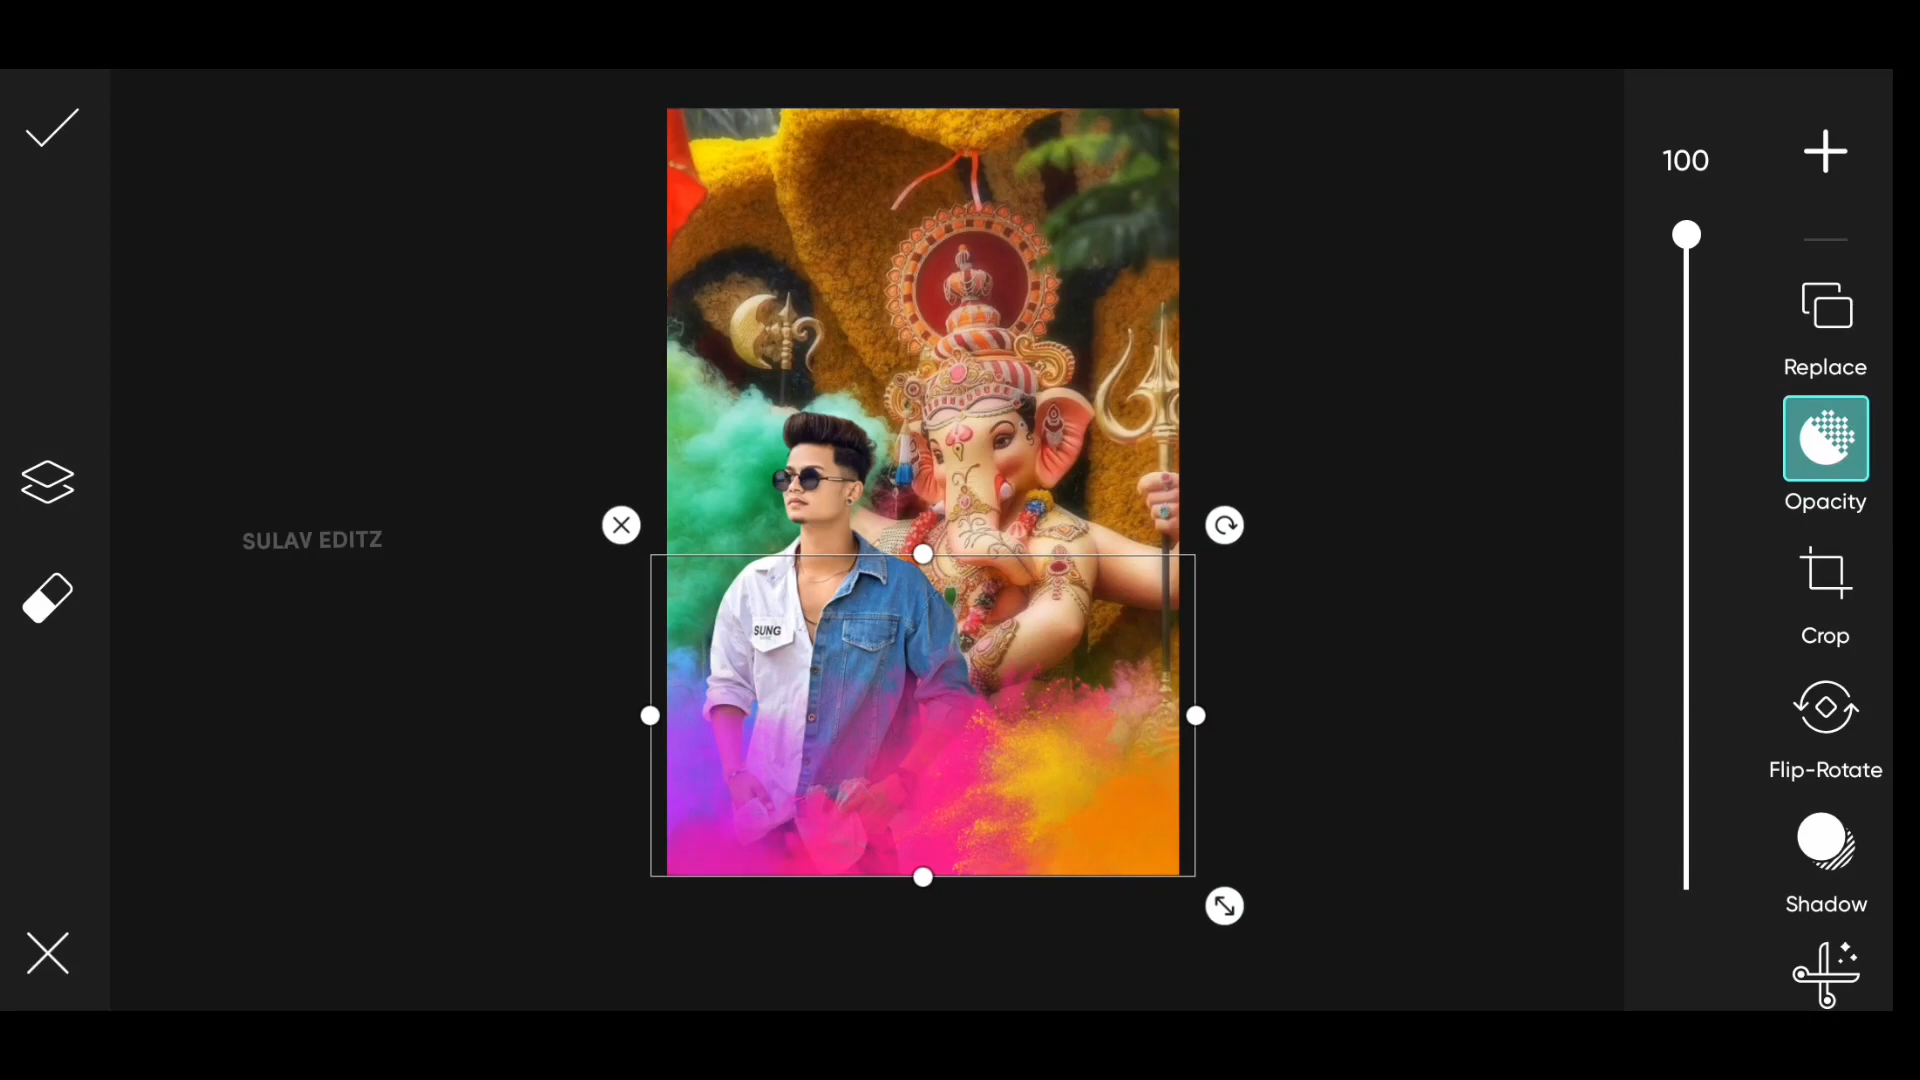 100
Replace
Opacity
SULAV EDITZ
SUNG
Crop
Flip-Rotate
Shadow